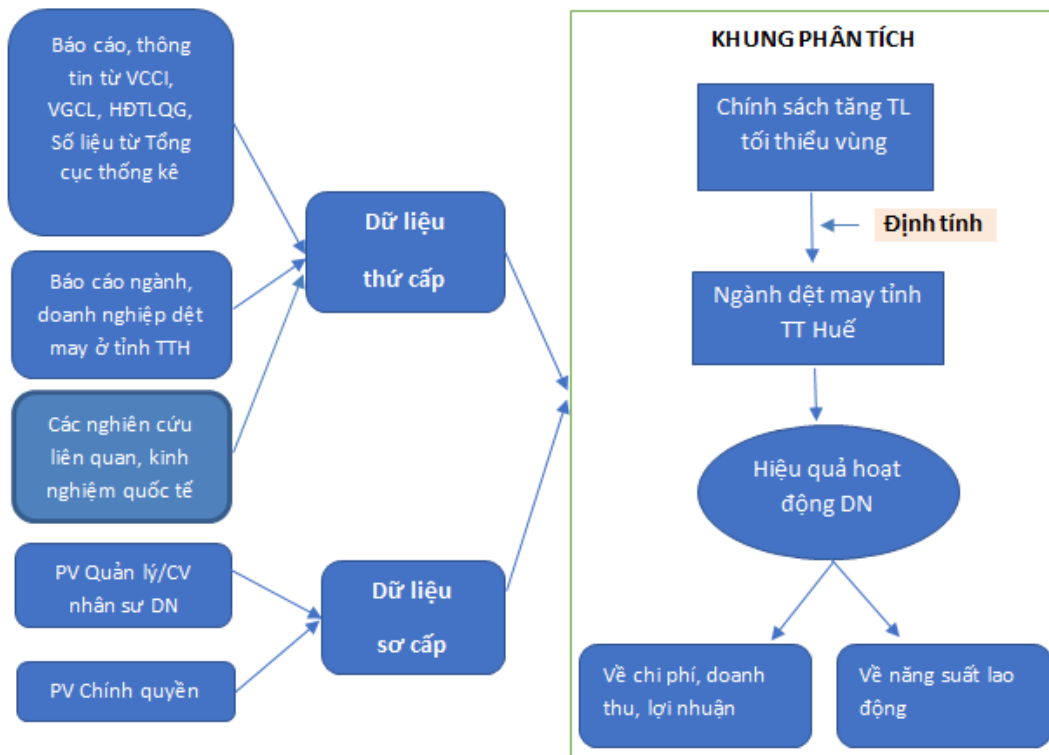 Báo cáo, thông
tin từ VCCI,
VGCL, HĐTLQG,
Số liệu từ Tổng
cục thống kê
Báo cáo ngành,
doanh nghiệp dệt
may ở tỉnh TTH
Các nghiên cứu
liên quan, kinh
nghiệm quốc tế
PV Quản lý/CV
nhân sư DN
PV Chính quyền
Dữ liệu
thứ cấp
Dữ liệu
sơ cấp
KHUNG PHÂN TÍCH
Chính sách tăng TL
tối thiểu vùng
Định tính
Ngành dệt may tỉnh
TT Huế
Hiệu quả hoạt
động DN
Về chi phí, doanh
thu, lợi nhuận
Về năng suất lao
động